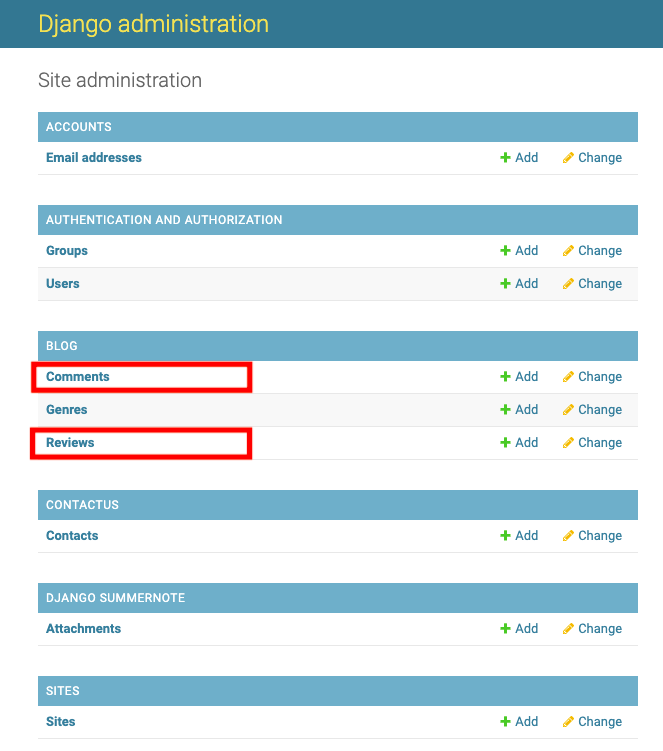 Django administration
Site administration
ACCOUNTS
Email addresses Add Change
AUTHENTICATION AND AUTHORIZATION
Groups Add Change
Users Add Change
BLOG
Comments Add Change
Genres Add Change
Reviews Add Change
CONTACTUS
Contacts Add Change
DJANGO SUMMERNOTE
Attachments Add Change
SITES
Sites Add Change